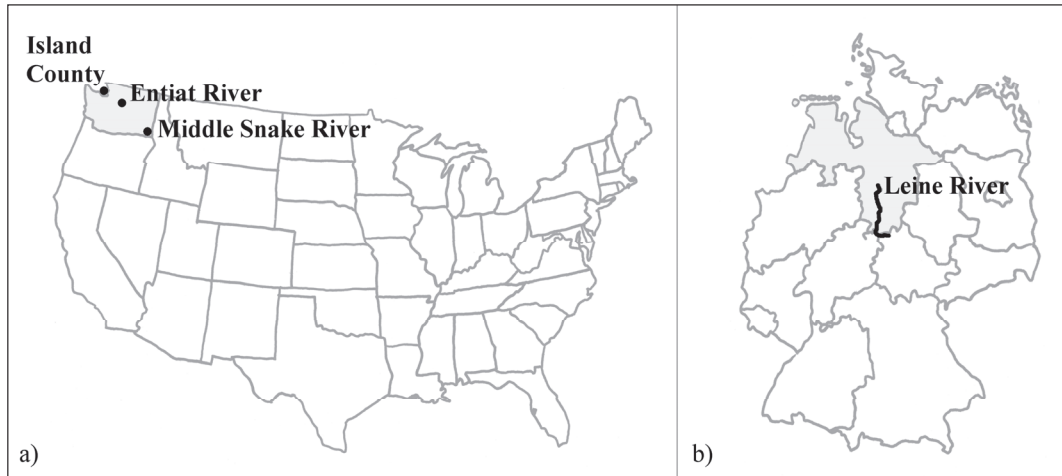 Island
County
Entiat River
Middle Snake River
a)
Leine River
b)